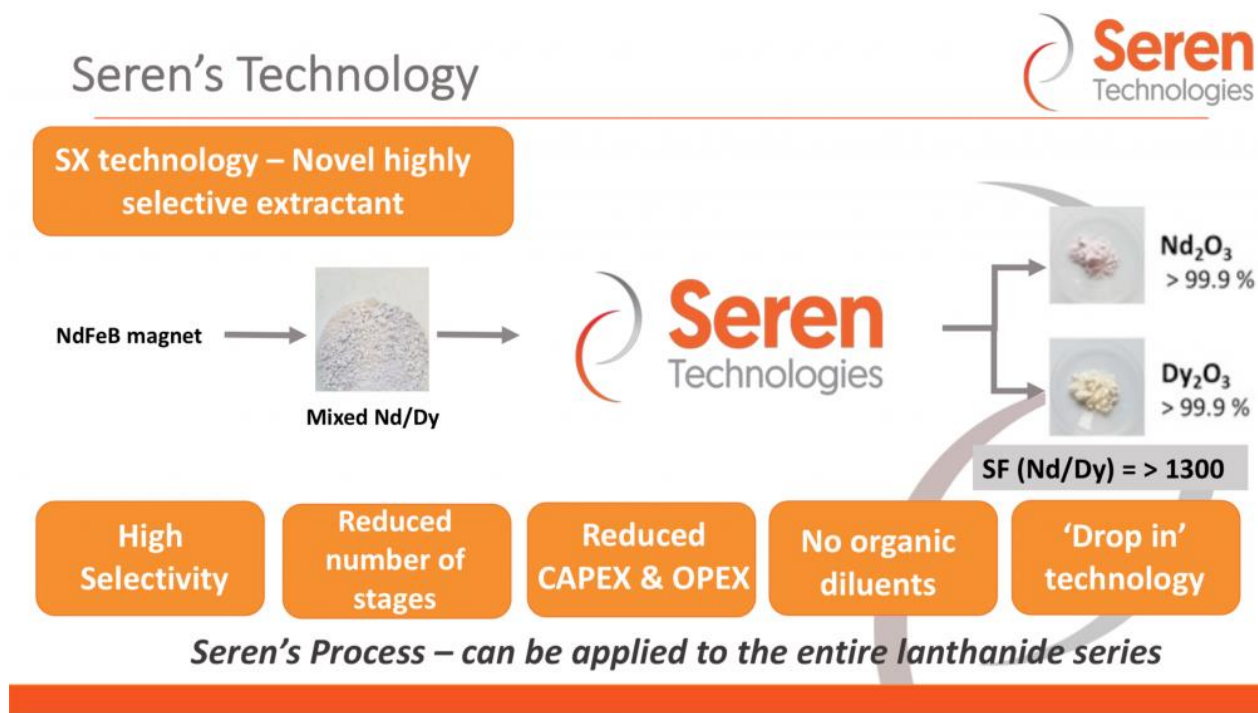 Seren's Technology
Seren
Technologies
SX technology – Novel highly
selective extractant
NdFeB magnet
Mixed Nd/Dy
Seren
Technologies
Nd₂O₃
> 99.9 %
Dy₂O₃
> 99.9 %
SF (Nd/Dy) = > 1300
High
Selectivity
Reduced
number of
stages
Reduced
CAPEX & OPEX
No organic
diluents
‘Drop in’
technology
Seren’s Process – can be applied to the entire lanthanide series